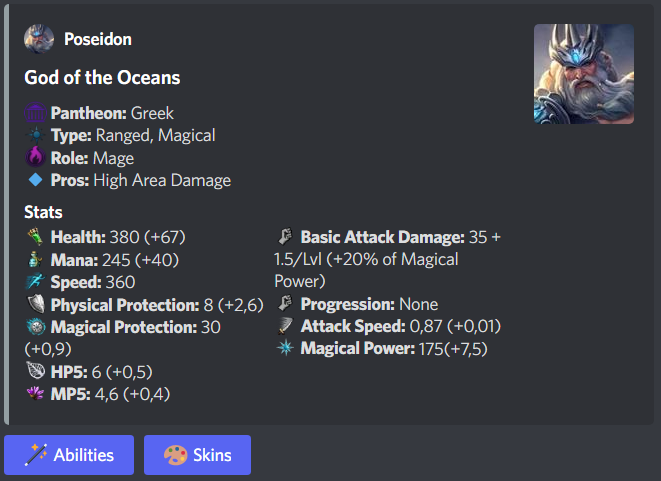 Poseidon
God of the Oceans
Pantheon: Greek
Type: Ranged, Magical
Role: Mage
Pros: High Area Damage
Stats
Health: 380 (+67)
Mana: 245 (+40)
Speed: 360
Physical Protection: 8 (+2,6)
Magical Protection: 30
(+0,9)
HP5: 6 (+0,5)
MP5: 4,6 (+0,4)
Basic Attack Damage: 35 +
1.5/Lvl (+20% of Magical
Power)
Progression: None
Attack Speed: 0,87 (+0,01)
Magical Power: 175(+7,5)
Abilities
Skins